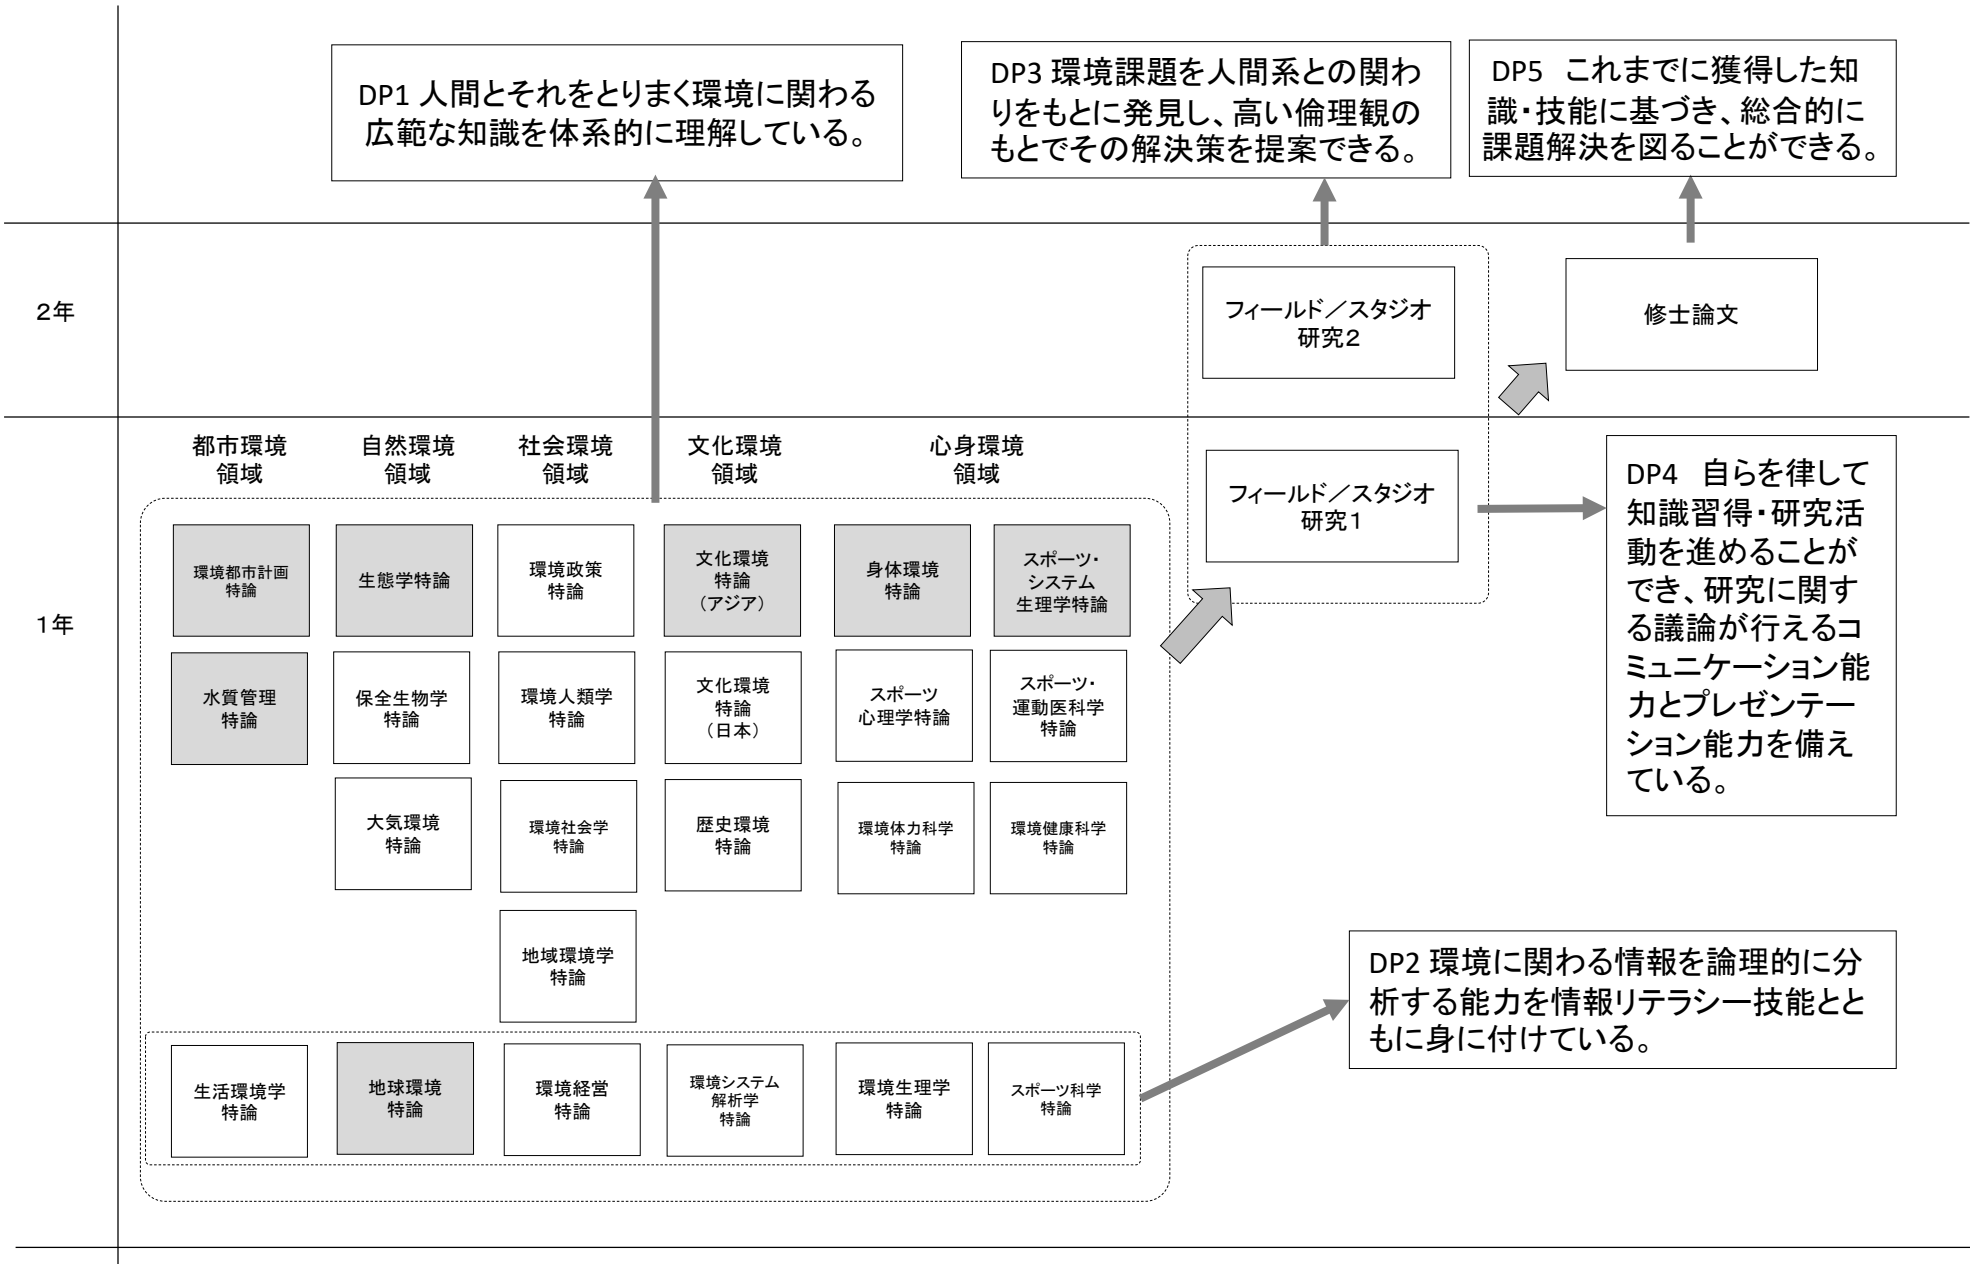 DP1 人間とそれをとりまく環境に関わる
広範な知識を体系的に理解している。
DP3 環境課題を人間系との関わ
りをもとに発見し、高い倫理観の
もとでその解決策を提案できる。
DP5　これまでに獲得した知
識・技能に基づき、総合的に
課題解決を図ることができる。
２年
フィールド／スタジオ
研究２
修士論文
１年
都市環境
領域
自然環境
領域
社会環境
領域
文化環境
領域
心身環境
領域
フィールド／スタジオ
研究１
DP4　自らを律して
知識習得・研究活
動を進めることが
でき、研究に関す
る議論が行えるコ
ミュニケーション能
力とプレゼンテー
ション能力を備え
ている。
環境都市計画
特論
生態学特論
環境政策
特論
文化環境
特論
（アジア）
身体環境
特論
スポーツ・
システム
生理学特論
水質管理
特論
保全生物学
特論
環境人類学
特論
文化環境
特論
（日本）
スポーツ
心理学特論
スポーツ・
運動医科学
特論
大気環境
特論
環境社会学
特論
歴史環境
特論
環境体力科学
特論
環境健康科学
特論
地域環境学
特論
DP2 環境に関わる情報を論理的に分
析する能力を情報リテラシー技能とと
もに身に付けている。
生活環境学
特論
地球環境
特論
環境経営
特論
環境システム
解析学
特論
環境生理学
特論
スポーツ科学
特論